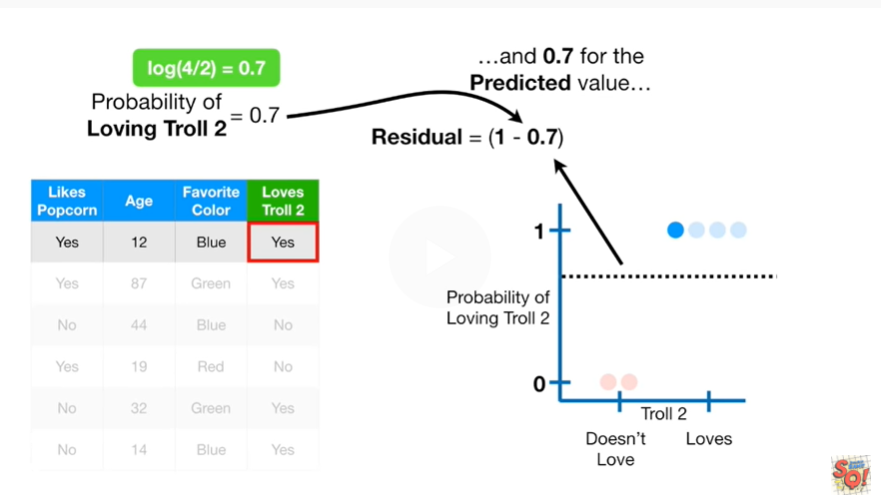 log(4/2) = 0.7
Probability of
Loving Troll 2 = 0.7
…and 0.7 for the
Predicted value…
Residual = (1 - 0.7)
Likes Popcorn Age Favorite Color Loves Troll 2
Yes 12 Blue Yes
Yes 87 Green Yes
No 44 Blue No
Yes 19 Red No
No 32 Green Yes
No 14 Blue Yes
1
Probability of
Loving Troll 2
0
Troll 2
Doesn't
Love
Loves
SQ!